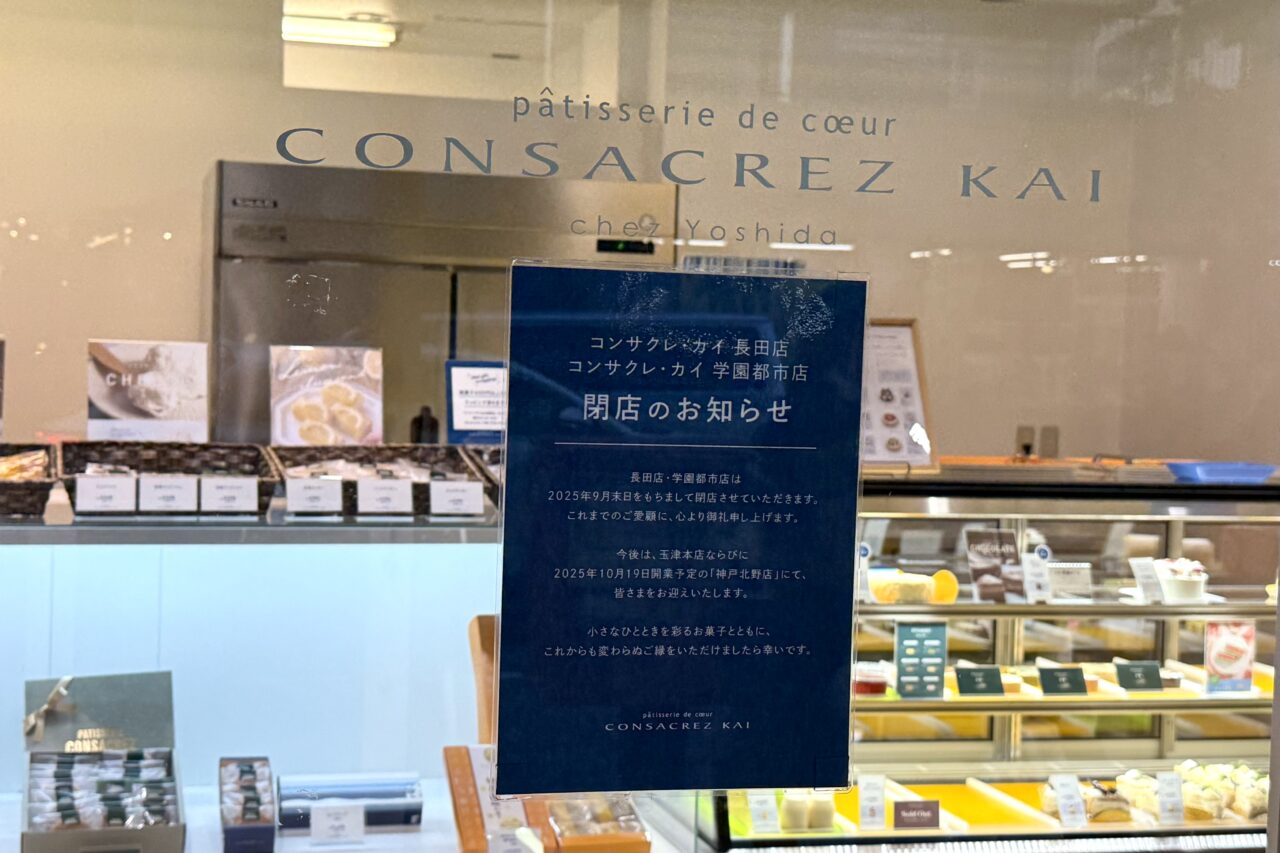 pâtisserie de cœur
CONSACREZ KAI
chez Yoshida
コンサクレ・カイ 長田店
コンサクレ・カイ 学園都市店
閉店のお知らせ
長田店・学園都市店は
2025年9月末日をもちまして閉店させていただきます。
これまでのご愛顧に、心より御礼申し上げます。
今後は、玉津本店ならびに
2025年10月19日開業予定の「神戸北野店」にて、
皆さまをお迎えいたします。
小さなひとときを彩るお菓子とともに、
これからも変わらぬご縁をいただけましたら幸いです。
pâtisserie de cœur
CONSACREZ KAI
CHOCOLATE
PATISSERIE
CONSACREZ